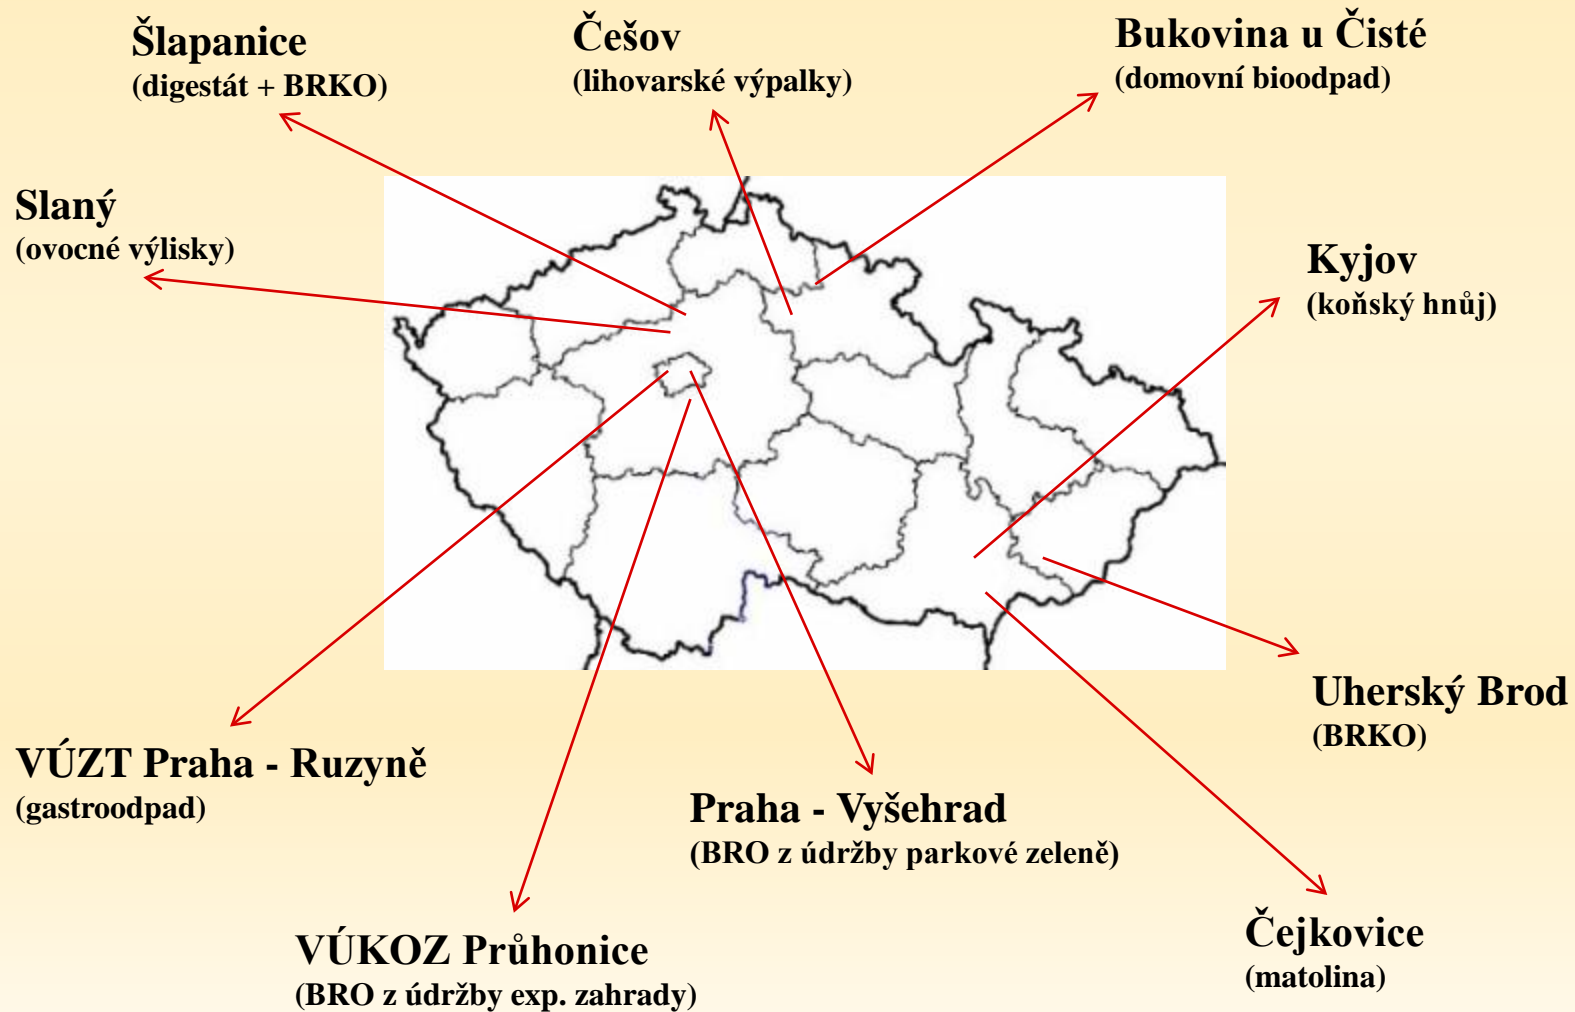 Šlapanice
(digestát + BRKO)
Češov
(lihovarské výpalky)
Bukovina u Čisté
(domovní bioodpad)
Slaný
(ovocné výlisky)
Kyjov
(koňský hnůj)
Uherský Brod
(BRKO)
VÚZT Praha - Ruzyně
(gastroodpad)
Praha - Vyšehrad
(BRO z údržby parkové zeleně)
Čejkovice
(matolina)
VÚKOZ Průhonice
(BRO z údržby exp. zahrady)